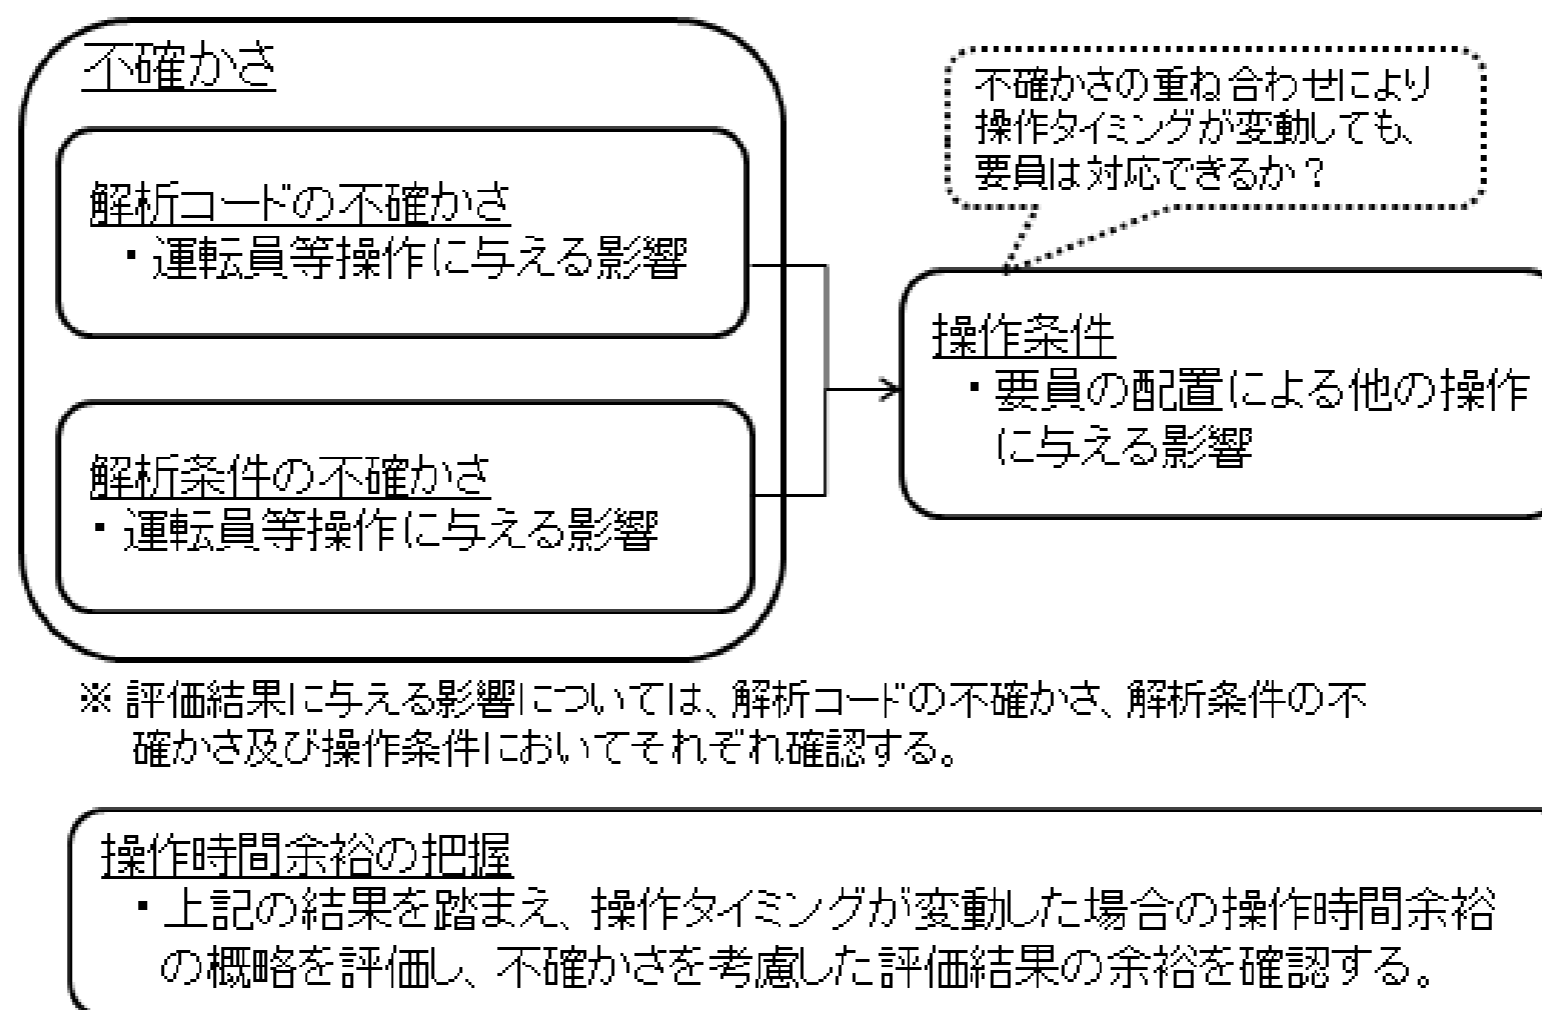 不確かさ
解析コードの不確かさ
・運転員等操作に与える影響
解析条件の不確かさ
・運転員等操作に与える影響
不確かさの重ね合わせにより
操作タイミングが変動しても、
要員は対応できるか？
操作条件
・要員の配置による他の操作
に与える影響
※ 評価結果に与える影響については、解析コードの不確かさ、解析条件の不
確かさ及び操作条件においてそれぞれ確認する。
操作時間余裕の把握
・上記の結果を踏まえ、操作タイミングが変動した場合の操作時間余裕
の概略を評価し、不確かさを考慮した評価結果の余裕を確認する。